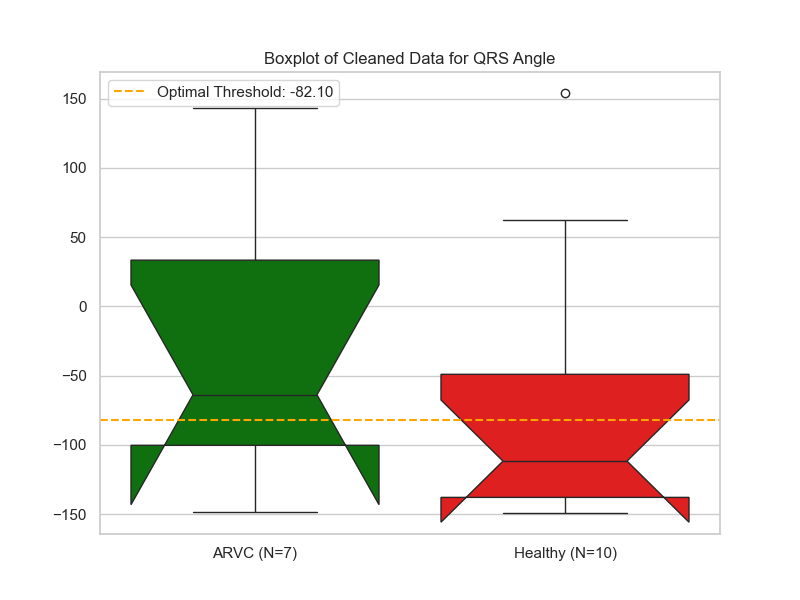 Boxplot of Cleaned Data for QRS Angle
Optimal Threshold: -82.10
150
100
50
0
−50
−100
−150
ARVC (N=7)
Healthy (N=10)